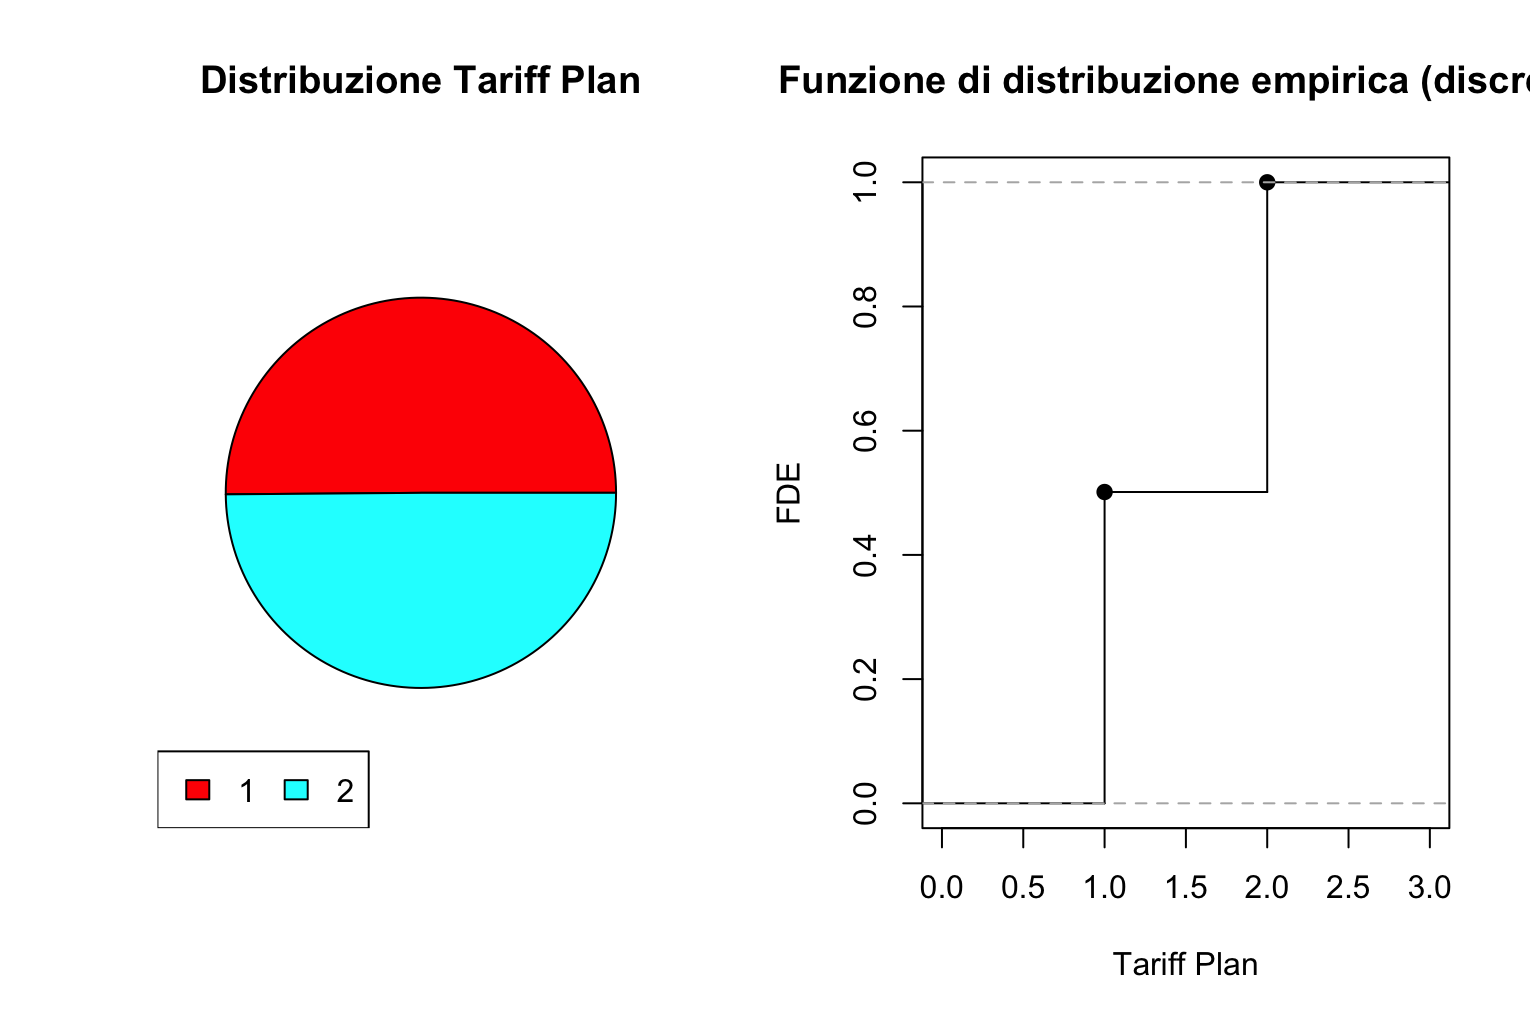 Distribuzione Tariff Plan
1 2
Funzione di distribuzione empirica (discre
FDE
1.0
0.8
0.6
0.4
0.2
0.0
0.0 0.5 1.0 1.5 2.0 2.5 3.0
Tariff Plan